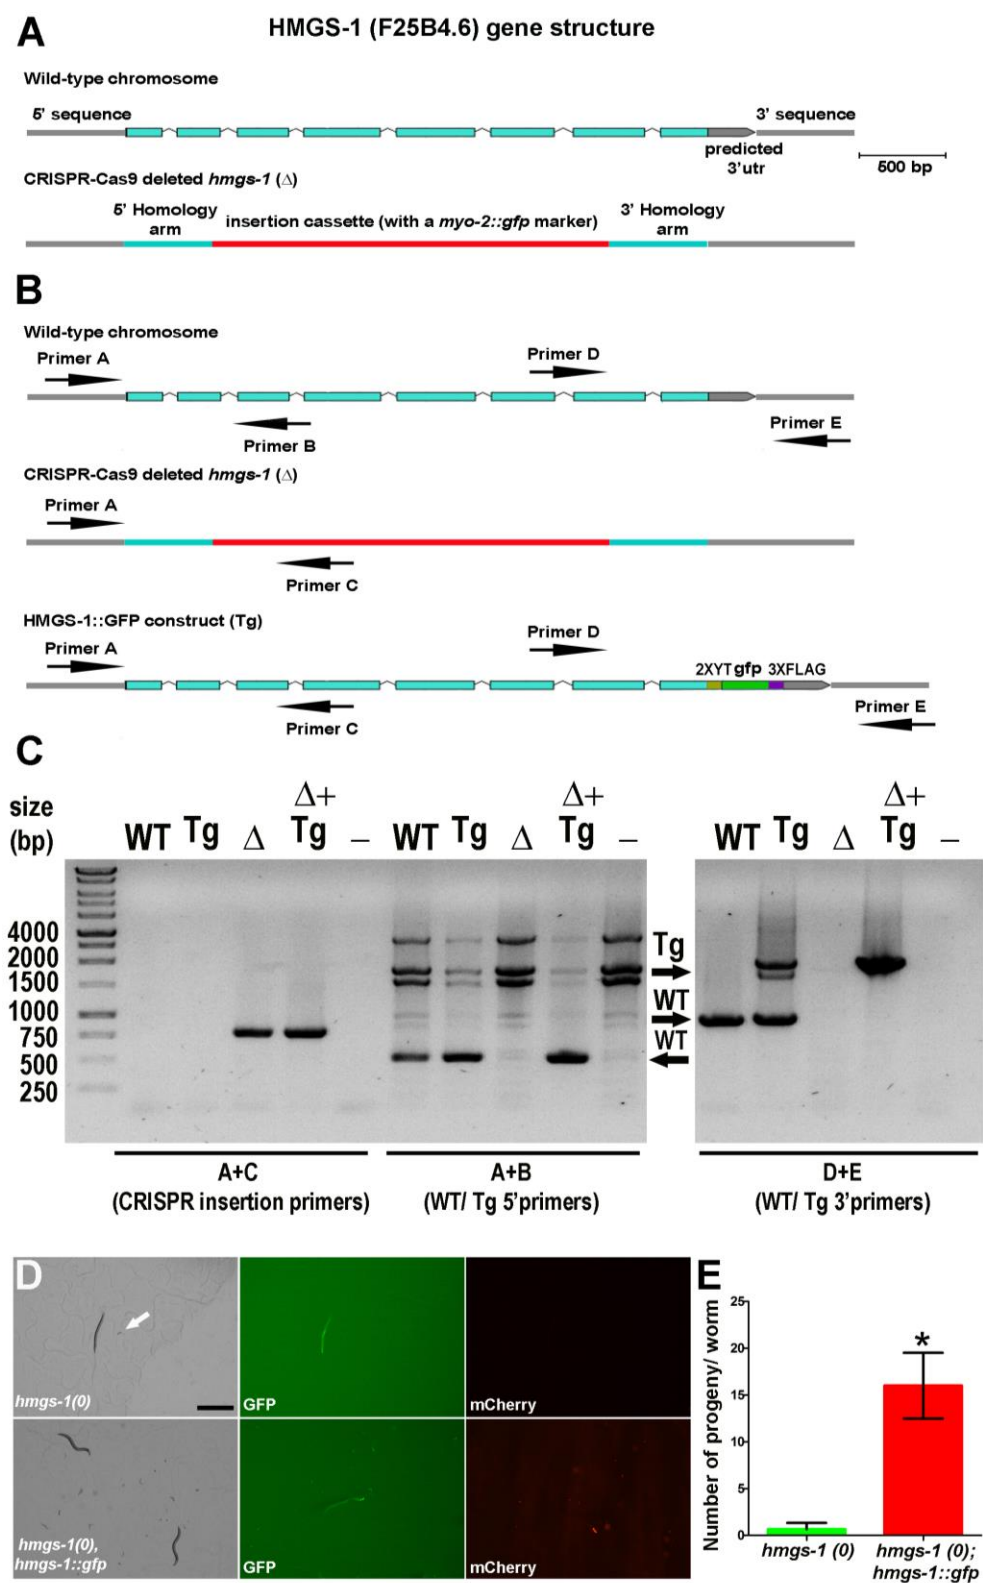 A
HMGS-1 (F25B4.6) gene structure
Wild-type chromosome
5' sequence
3' sequence
predicted
3'utr
500 bp
CRISPR-Cas9 deleted hmgs-1 (Δ)
5' Homology
arm
insertion cassette (with a myo-2::gfp marker)
3' Homology
arm
B
Wild-type chromosome
Primer A
Primer D
Primer B
Primer E
CRISPR-Cas9 deleted hmgs-1 (Δ)
Primer A
Primer C
HMGS-1::GFP construct (Tg)
Primer A
Primer D
2XYT gfp 3XFLAG
Primer C
Primer E
C
size
(bp)
WT Tg Δ Δ+ Tg –
WT Tg Δ Δ+ Tg –
WT Tg Δ Δ+ Tg –
4000
2000
1500
1000
750
500
250
Tg
WT
WT
A+C
(CRISPR insertion primers)
A+B
(WT/ Tg 5'primers)
D+E
(WT/ Tg 3'primers)
D
hmgs-1(0)
GFP
mCherry
hmgs-1(0),
hmgs-1::gfp
GFP
mCherry
E
Number of progeny/ worm
25
20
15
10
5
0
*
hmgs-1 (0)
hmgs-1 (0);
hmgs-1::gfp